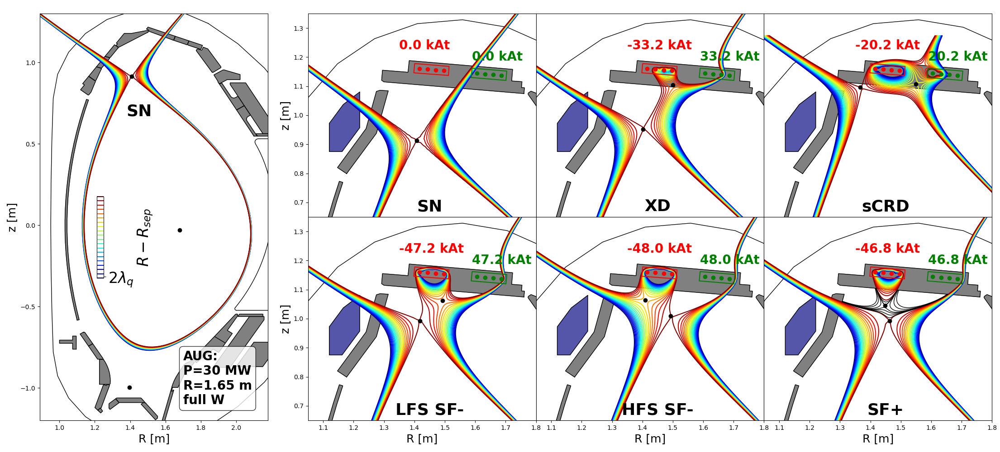 1.0
0.5
0.0
−0.5
−1.0
z [m]
SN
R − R_sep
2λ_q
AUG:
P=30 MW
R=1.65 m
full W
1.0 1.2 1.4 1.6 1.8 2.0
R [m]
1.3
1.2
1.1
1.0
0.9
0.8
0.7
z [m]
0.0 kAt
0.0 kAt
SN
-33.2 kAt
33.2 kAt
XD
-20.2 kAt
20.2 kAt
sCRD
1.3
1.2
1.1
1.0
0.9
0.8
0.7
z [m]
-47.2 kAt
47.2 kAt
LFS SF-
1.1 1.2 1.3 1.4 1.5 1.6 1.7 1.8
R [m]
-48.0 kAt
48.0 kAt
HFS SF-
1.1 1.2 1.3 1.4 1.5 1.6 1.7 1.8
R [m]
-46.8 kAt
46.8 kAt
SF+
1.1 1.2 1.3 1.4 1.5 1.6 1.7 1.8
R [m]